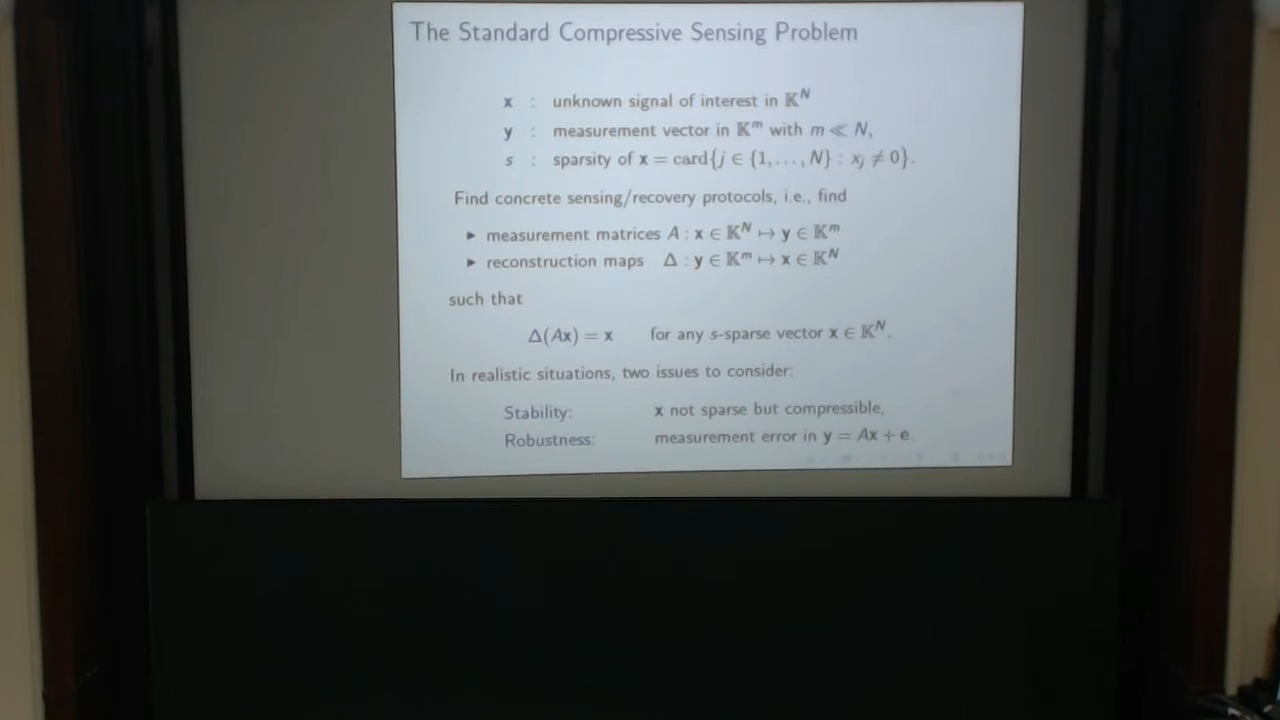 The Standard Compressive Sensing Problem
x : unknown signal of interest in 𝕂^N
y : measurement vector in 𝕂^m with m ≪ N,
s : sparsity of x = card{j ∈ {1, …, N} : x_j ≠ 0}.
Find concrete sensing/recovery protocols, i.e., find
▶ measurement matrices A : x ∈ 𝕂^N ↦ y ∈ 𝕂^m
▶ reconstruction maps Δ : y ∈ 𝕂^m ↦ x ∈ 𝕂^N
such that
Δ(Ax) = x for any s-sparse vector x ∈ 𝕂^N.
In realistic situations, two issues to consider:
Stability: x not sparse but compressible,
Robustness: measurement error in y = Ax + e.